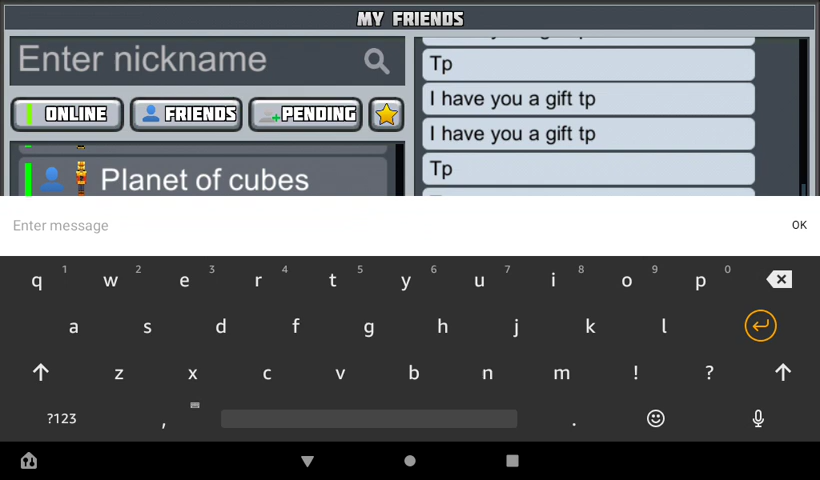 MY FRIENDS
Enter nickname
ONLINE
FRIENDS
PENDING
Planet of cubes
Tp
I have you a gift tp
I have you a gift tp
Tp
Enter message
OK
q 1 w 2 e 3 r 4 t 5 y 6 u 7 i 8 o 9 p 0
a s d f g h j k l
z x c v b n m ! ?
?123 , .